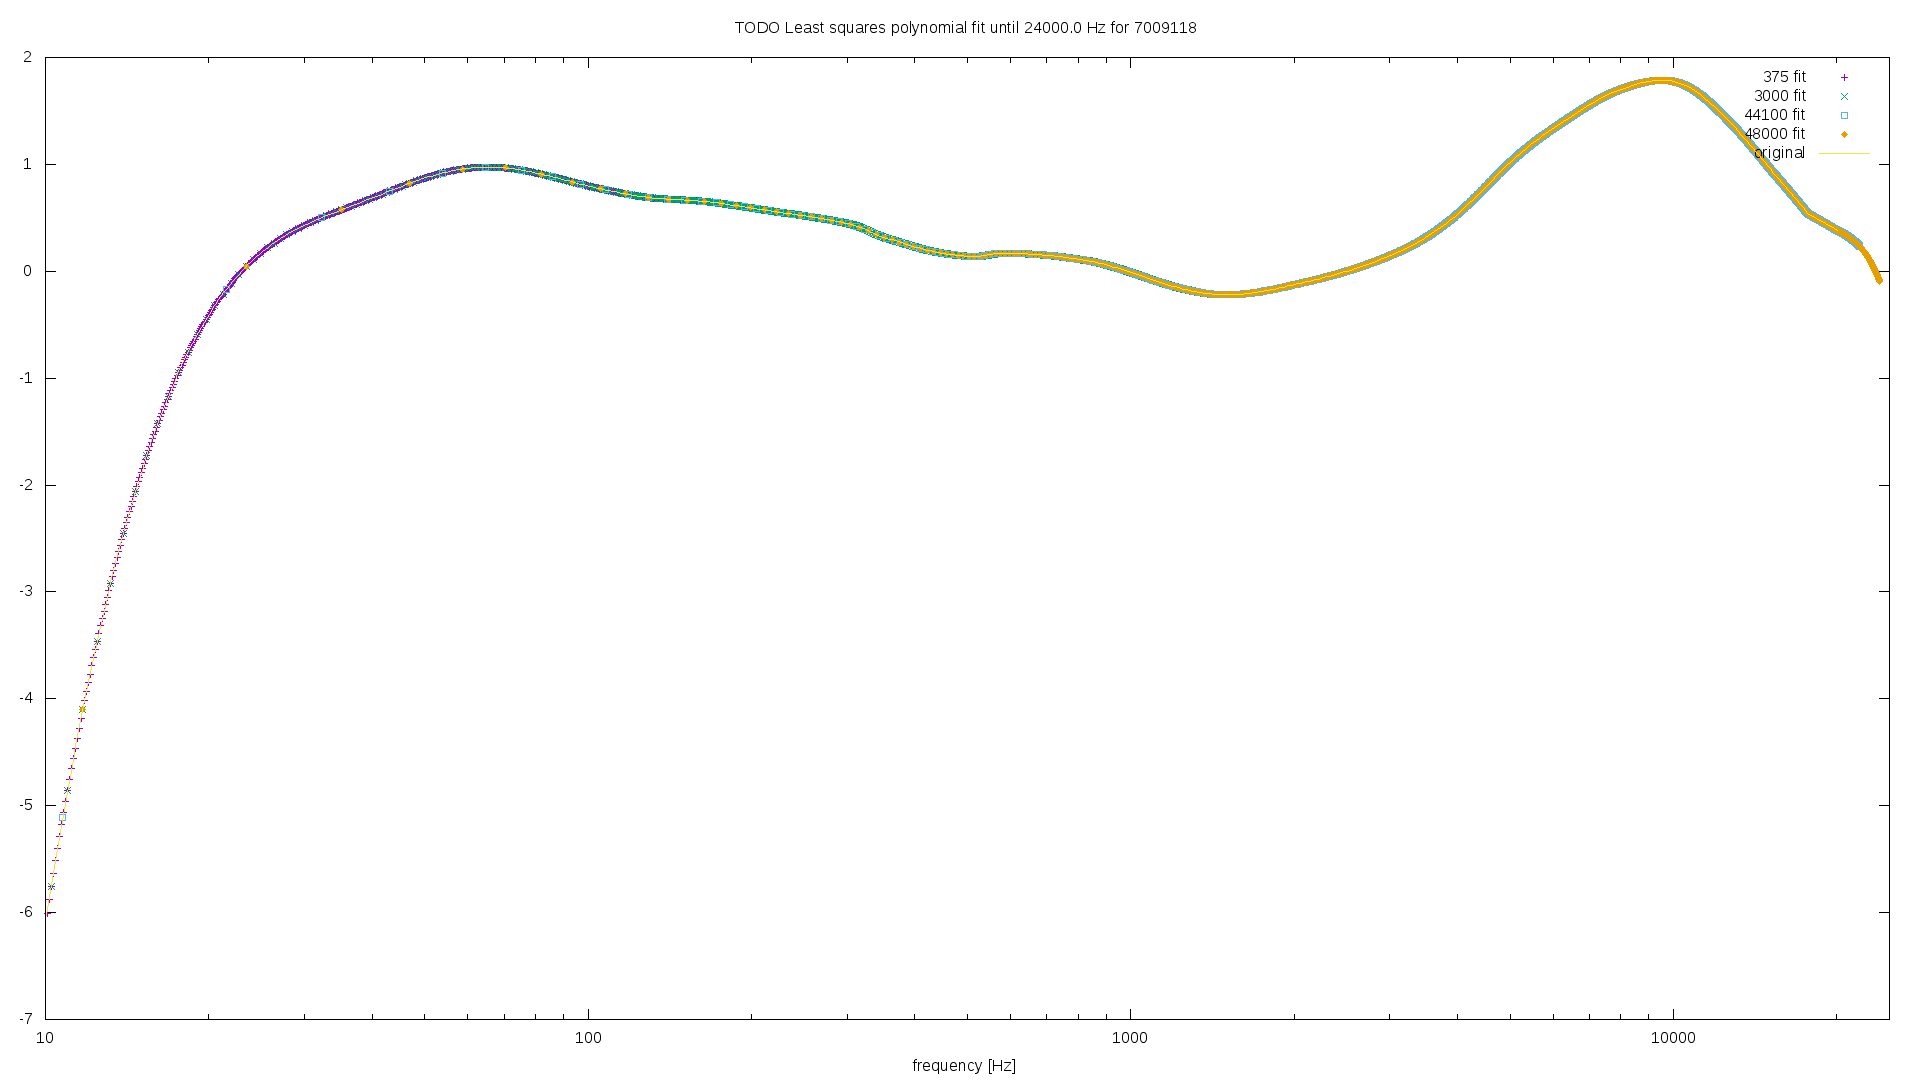 TODO Least squares polynomial fit until 24000.0 Hz for 7009118
2
375 fit
3000 fit
44100 fit
48000 fit
original
1
0
-1
-2
-3
-4
-5
-6
-7
10
100
1000
10000
frequency [Hz]